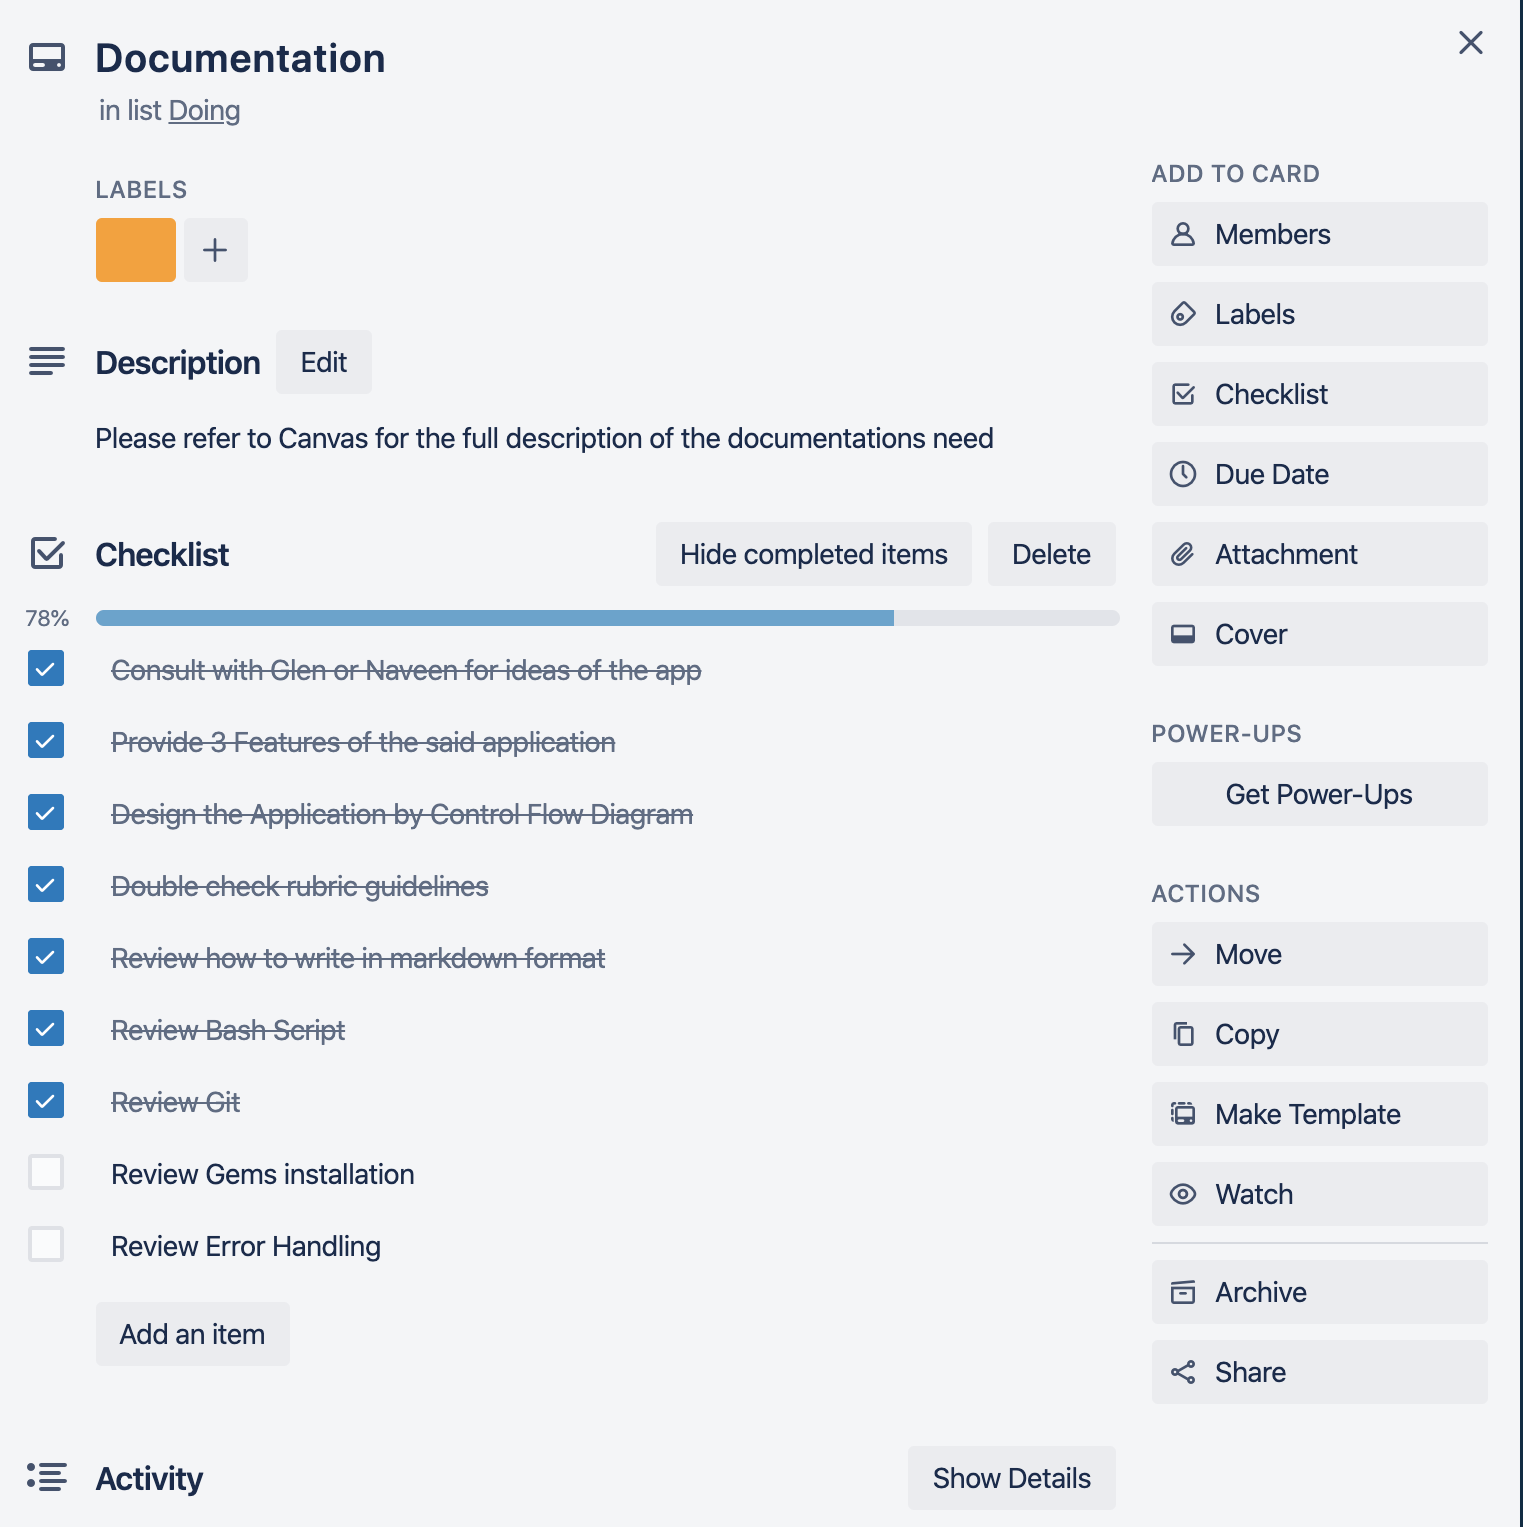 Documentation
in list Doing
LABELS
Description Edit
Please refer to Canvas for the full description of the documentations need
Checklist Hide completed items Delete
78%
Consult with Glen or Naveen for ideas of the app
Provide 3 Features of the said application
Design the Application by Control Flow Diagram
Double check rubric guidelines
Review how to write in markdown format
Review Bash Script
Review Git
Review Gems installation
Review Error Handling
Add an item
Activity Show Details
ADD TO CARD
Members
Labels
Checklist
Due Date
Attachment
Cover
POWER-UPS
Get Power-Ups
ACTIONS
Move
Copy
Make Template
Watch
Archive
Share